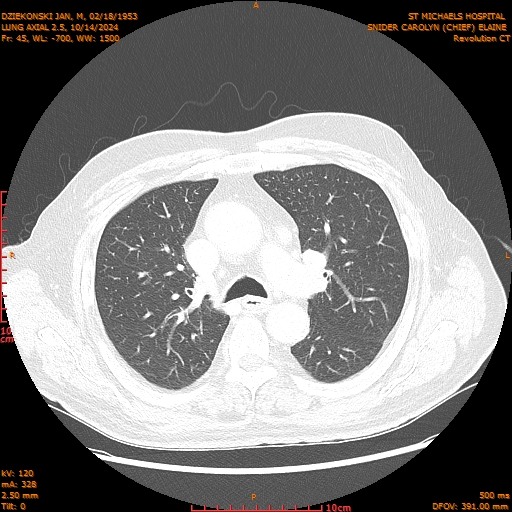 DZIEKONSKI JAN, M, 02/18/1953
LUNG AXIAL 2.5, 10/14/2024
Fr: 45, WL: -700, WW: 1500
ST MICHAELS HOSPITAL
SNIDER CAROLYN (CHIEF) ELAINE
Revolution CT
A
R
L
10
cm
kV: 120
mA: 328
2.50 mm
Tilt: 0
P
10cm
500 ms
DFOV: 391.00 mm